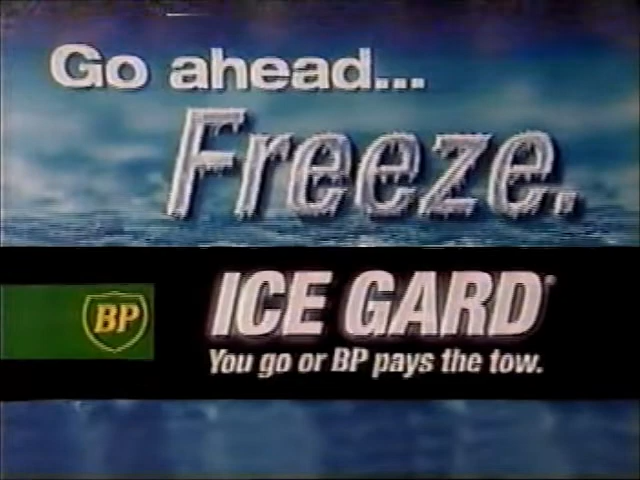 Go ahead...
Freeze.
BP
ICE GARD
You go or BP pays the tow.